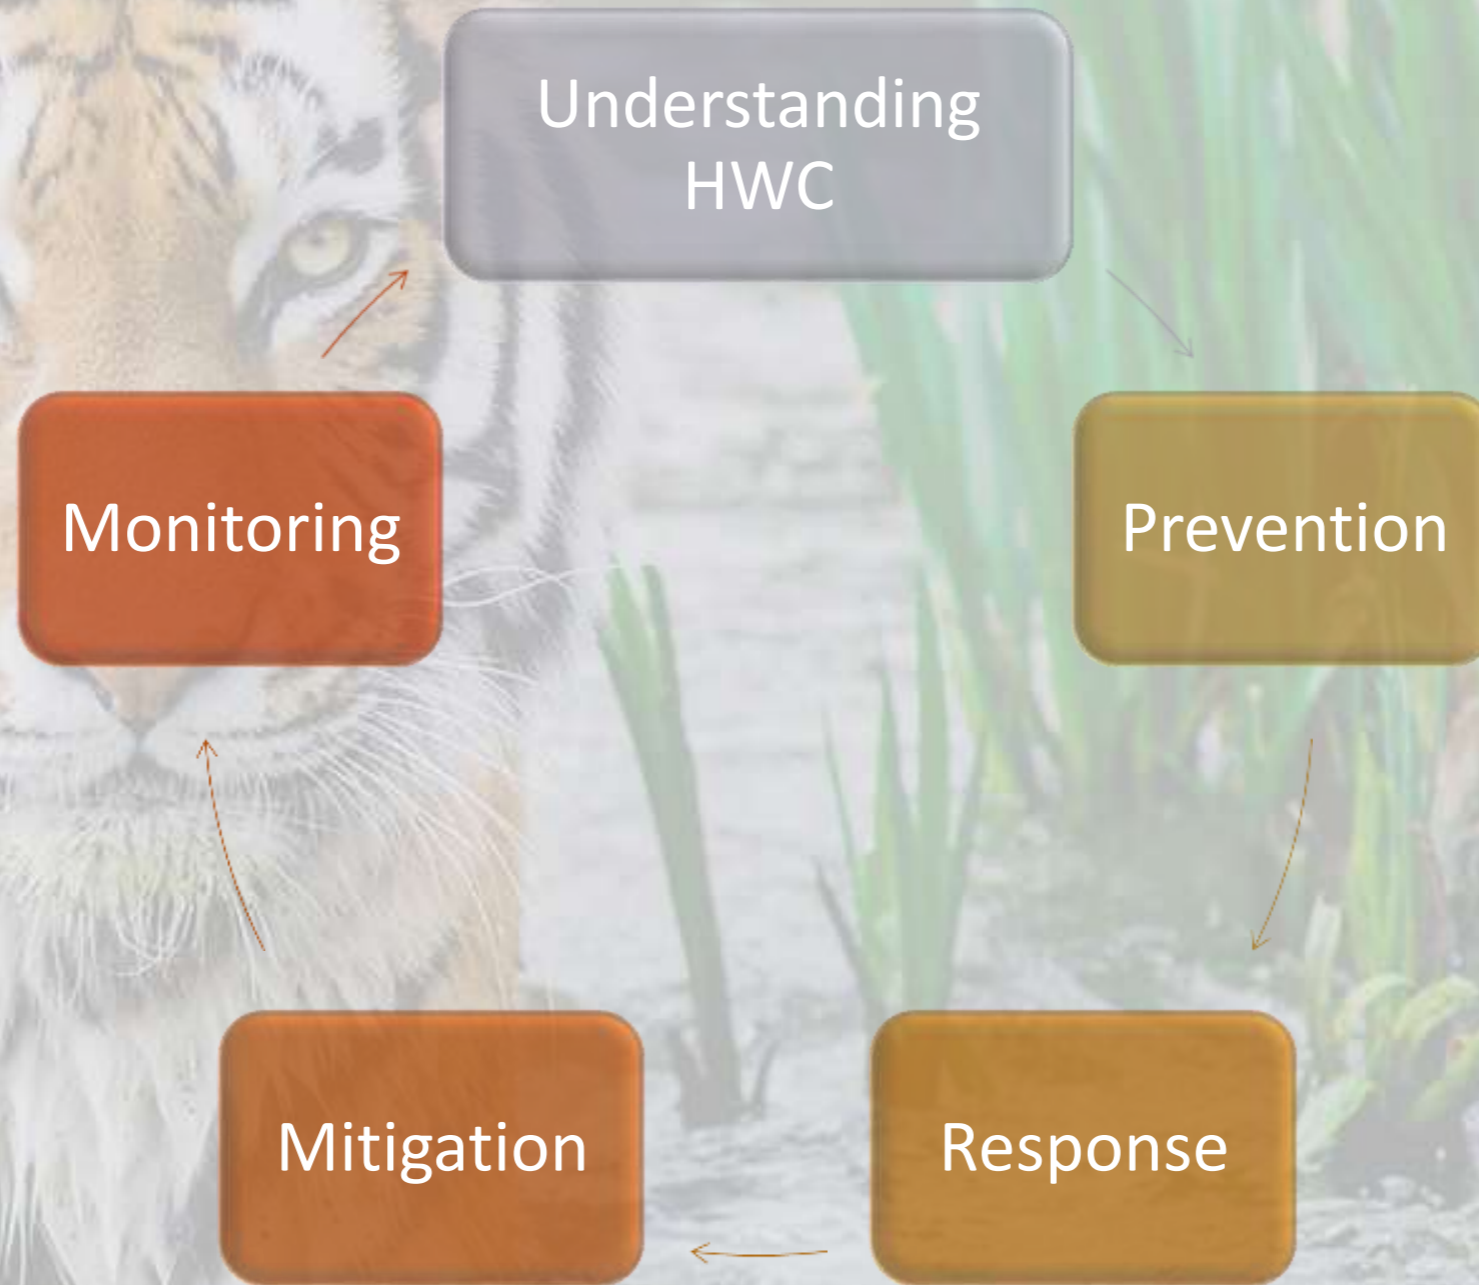 Understanding
HWC
Monitoring
Prevention
Mitigation
Response